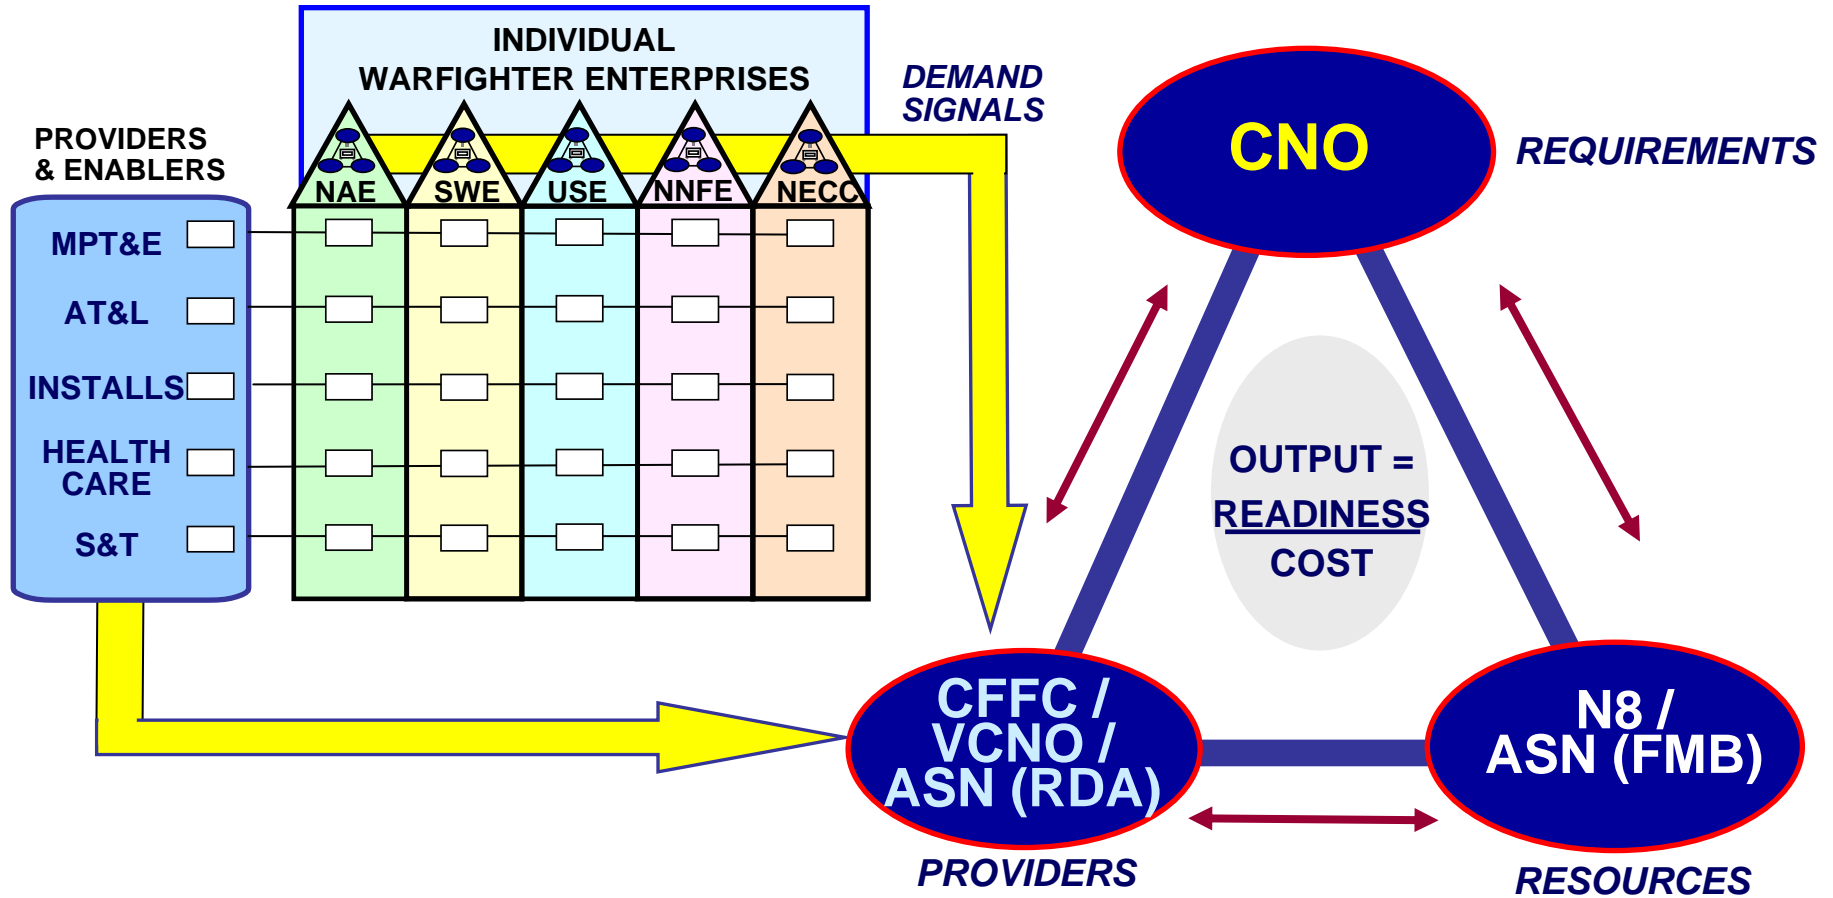 INDIVIDUAL
WARFIGHTER ENTERPRISES
DEMAND
SIGNALS
PROVIDERS
& ENABLERS
NAE
SWE
USE
NNFE
NECC
MPT&E
AT&L
INSTALLS
HEALTH
CARE
S&T
CNO
REQUIREMENTS
OUTPUT =
READINESS
COST
CFFC /
VCNO /
ASN (RDA)
PROVIDERS
N8 /
ASN (FMB)
RESOURCES